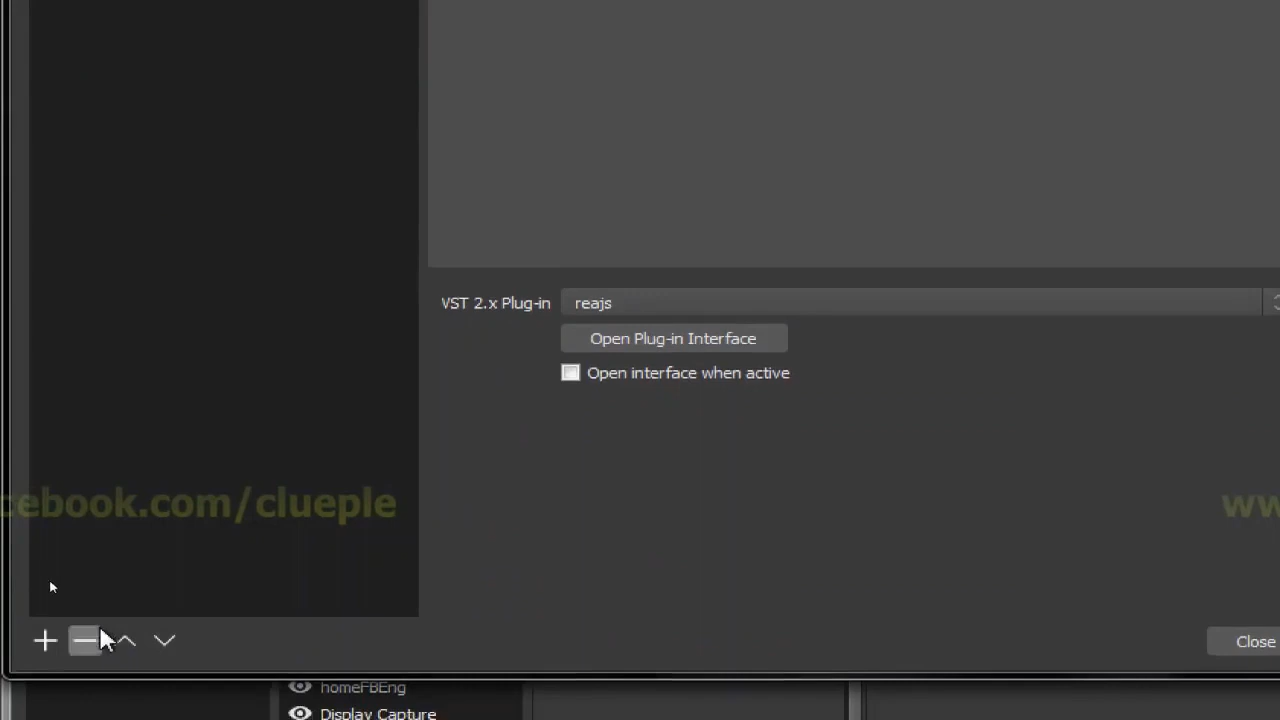 VST 2.x Plug-in
reajs
Open Plug-in Interface
Open interface when active
cebook.com/clueple
ww
Close
homeFBEng
Display Capture